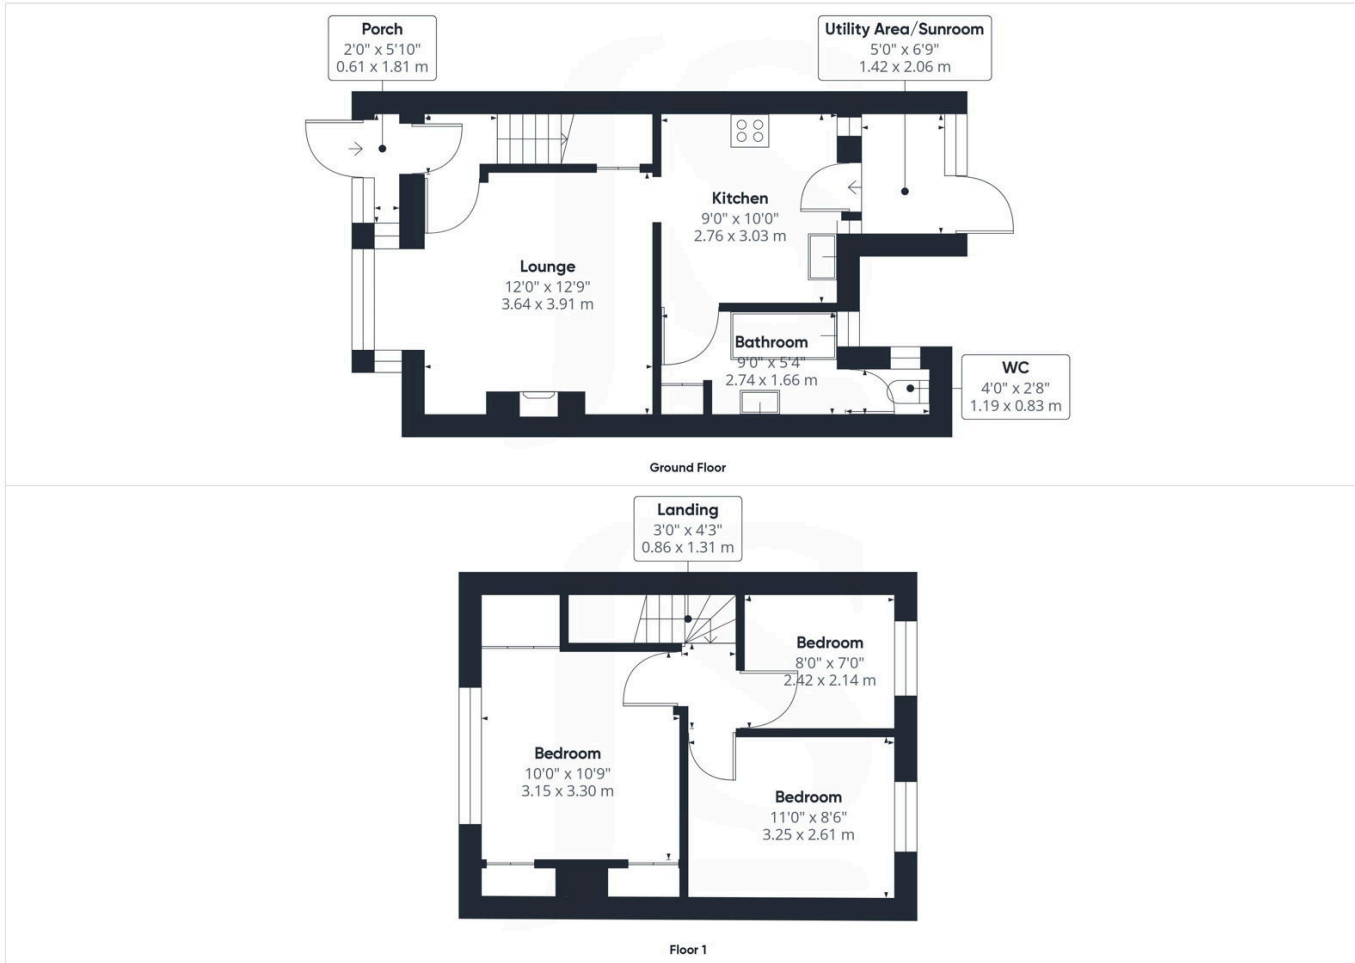 Porch
2'0" x 5'10"
0.61 x 1.81 m
Utility Area/Sunroom
5'0" x 6'9"
1.42 x 2.06 m
Kitchen
9'0" x 10'0"
2.76 x 3.03 m
Lounge
12'0" x 12'9"
3.64 x 3.91 m
Bathroom
9'0" x 5'4"
2.74 x 1.66 m
WC
4'0" x 2'8"
1.19 x 0.83 m
Ground Floor
Landing
3'0" x 4'3"
0.86 x 1.31 m
Bedroom
8'0" x 7'0"
2.42 x 2.14 m
Bedroom
10'0" x 10'9"
3.15 x 3.30 m
Bedroom
11'0" x 8'6"
3.25 x 2.61 m
Floor 1